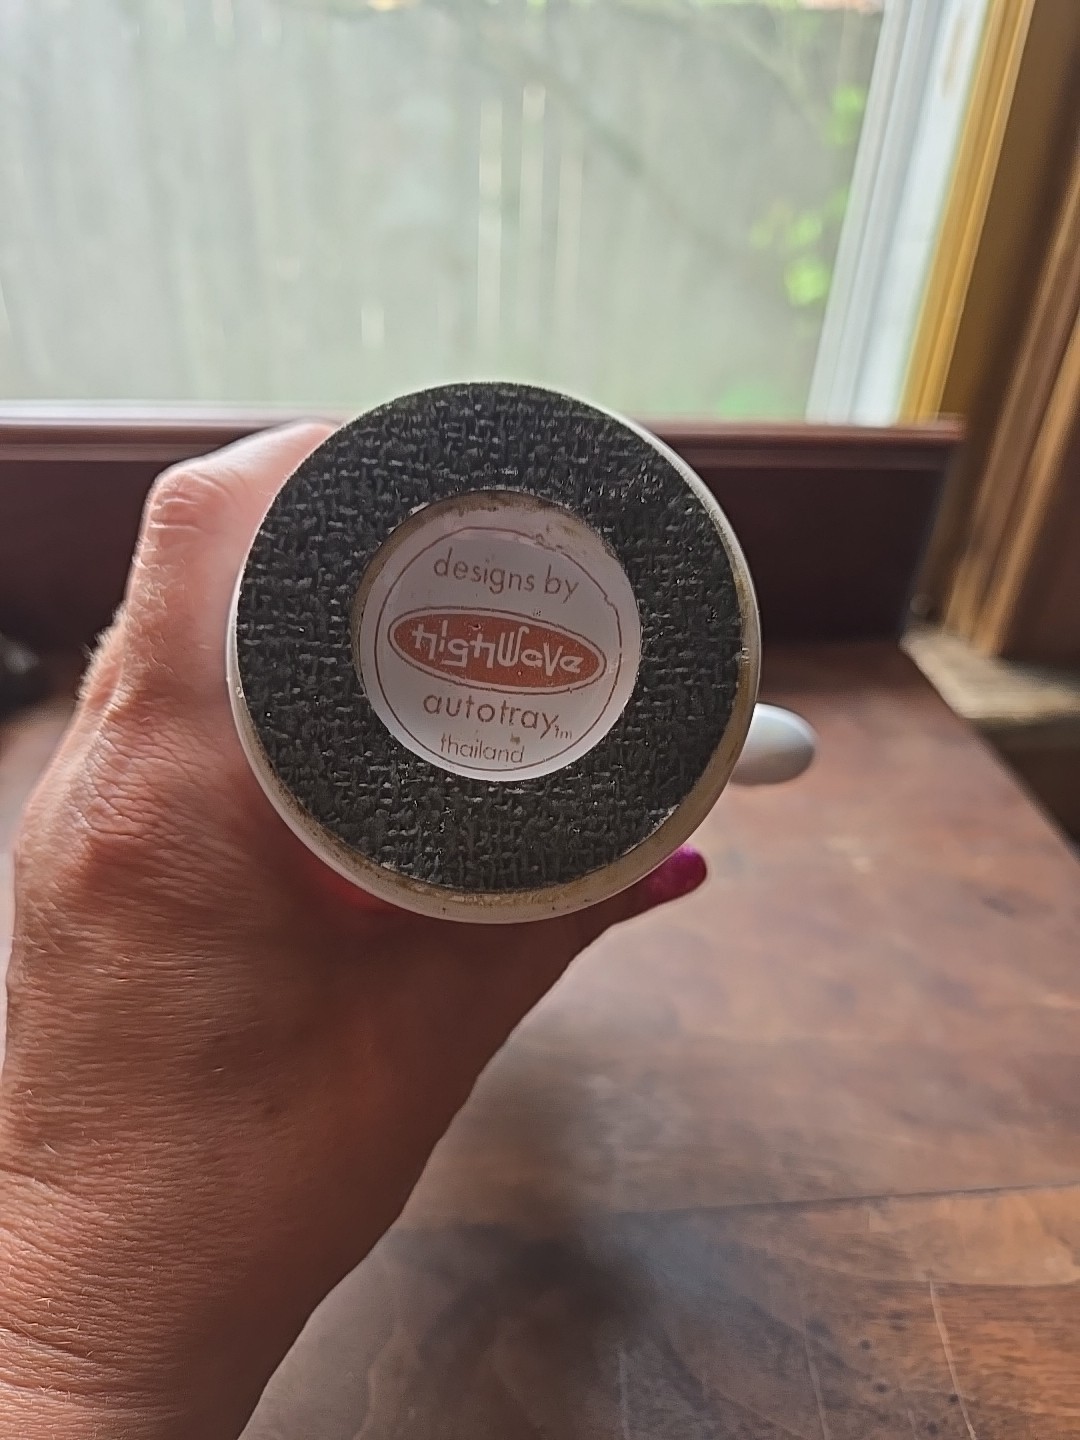 designs by
highwave
autotray tm
thailand